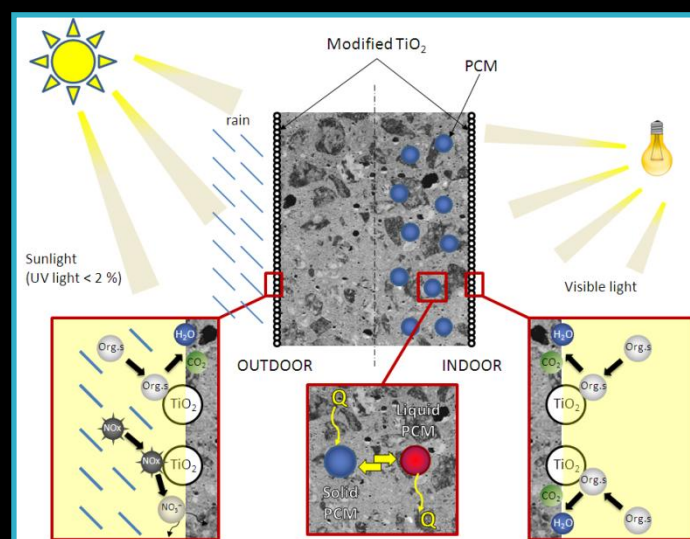 Modified TiO₂
PCM
rain
Sunlight
(UV light < 2 %)
Visible light
OUTDOOR
INDOOR
Org.s
H₂O
CO₂
Org.s
TiO₂
NOx
NOx
TiO₂
NO₃⁻
Q
Liquid
PCM
Solid
PCM
Q
H₂O
Org.s
CO₂
Org.s
TiO₂
TiO₂
CO₂
Org.s
H₂O
Org.s